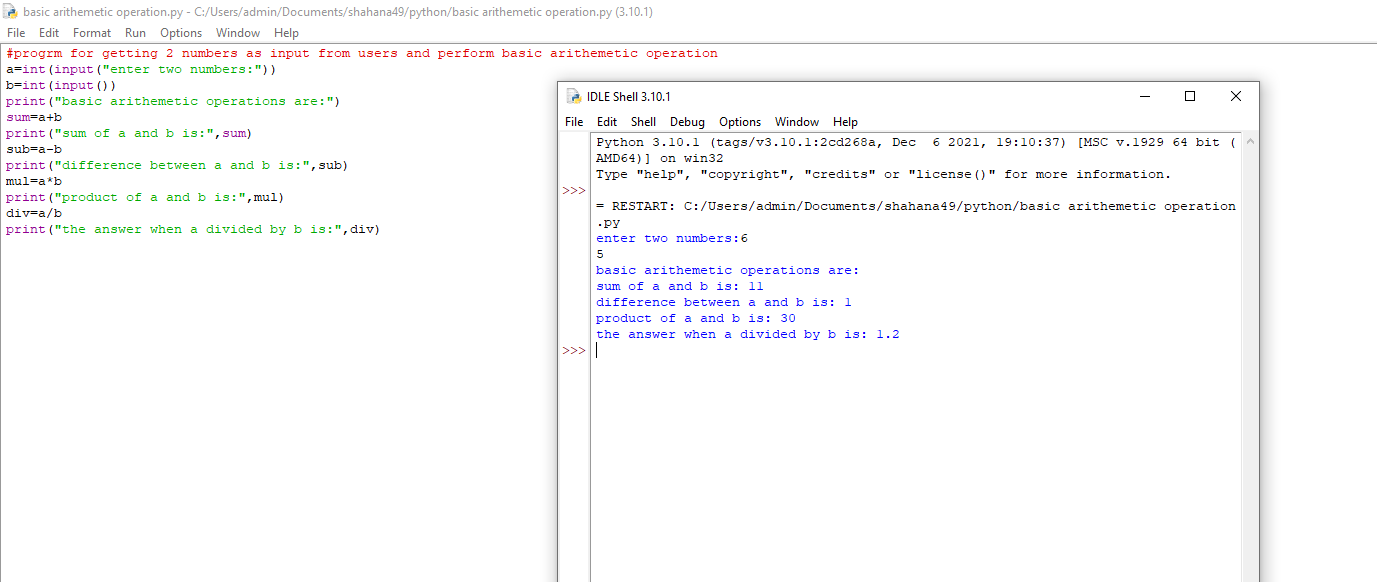 basic arithemetic operation.py - C:/Users/admin/Documents/shahana49/python/basic arithemetic operation.py (3.10.1)
File Edit Format Run Options Window Help
#progrm for getting 2 numbers as input from users and perform basic arithemetic operation
a=int(input("enter two numbers:"))
b=int(input())
print("basic arithemetic operations are:")
sum=a+b
print("sum of a and b is:",sum)
sub=a-b
print("difference between a and b is:",sub)
mul=a*b
print("product of a and b is:",mul)
div=a/b
print("the answer when a divided by b is:",div)
IDLE Shell 3.10.1
File Edit Shell Debug Options Window Help
Python 3.10.1 (tags/v3.10.1:2cd268a, Dec  6 2021, 19:10:37) [MSC v.1929 64 bit (
AMD64)] on win32
Type "help", "copyright", "credits" or "license()" for more information.
>>>
= RESTART: C:/Users/admin/Documents/shahana49/python/basic arithemetic operation
.py
enter two numbers:6
5
basic arithemetic operations are:
sum of a and b is: 11
difference between a and b is: 1
product of a and b is: 30
the answer when a divided by b is: 1.2
>>>